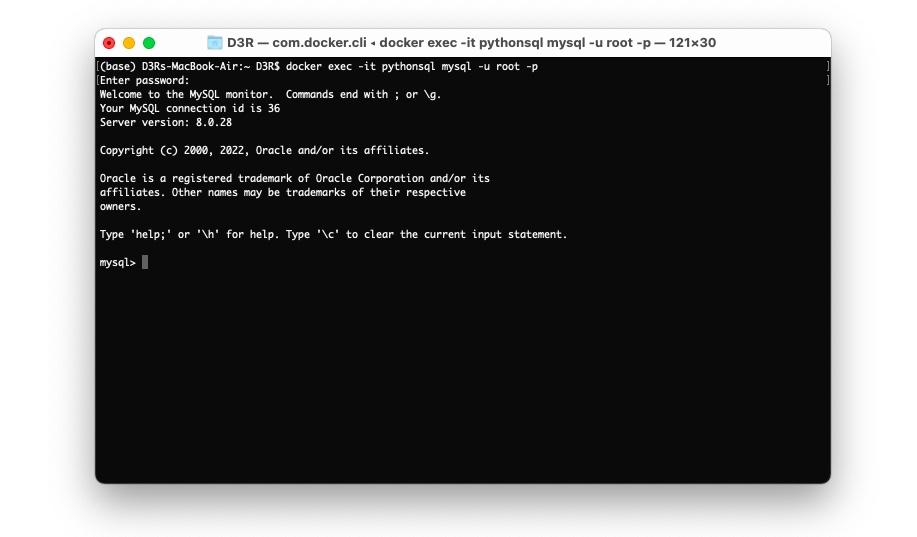 D3R — com.docker.cli ◂ docker exec -it pythonsql mysql -u root -p — 121×30
[(base) D3Rs-MacBook-Air:~ D3R$ docker exec -it pythonsql mysql -u root -p ]
[Enter password: ]
Welcome to the MySQL monitor.  Commands end with ; or \g.
Your MySQL connection id is 36
Server version: 8.0.28
Copyright (c) 2000, 2022, Oracle and/or its affiliates.
Oracle is a registered trademark of Oracle Corporation and/or its
affiliates. Other names may be trademarks of their respective
owners.
Type 'help;' or '\h' for help. Type '\c' to clear the current input statement.
mysql>